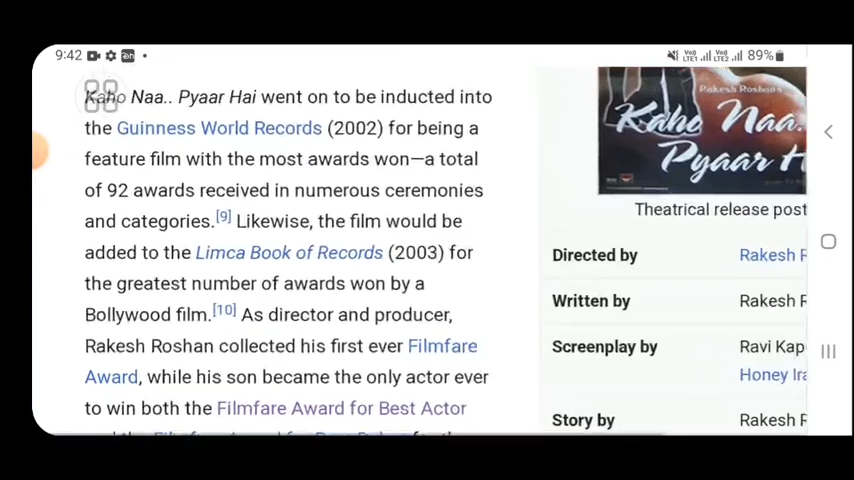 9:42
89%
Kaho Naa.. Pyaar Hai went on to be inducted into
the Guinness World Records (2002) for being a
feature film with the most awards won—a total
of 92 awards received in numerous ceremonies
and categories.[9] Likewise, the film would be
added to the Limca Book of Records (2003) for
the greatest number of awards won by a
Bollywood film.[10] As director and producer,
Rakesh Roshan collected his first ever Filmfare
Award, while his son became the only actor ever
to win both the Filmfare Award for Best Actor
Rakesh Roshan's
Kaho Naa..
Pyaar H
Theatrical release post
Directed by Rakesh R
Written by Rakesh R
Screenplay by Ravi Kap
Honey Ira
Story by Rakesh R